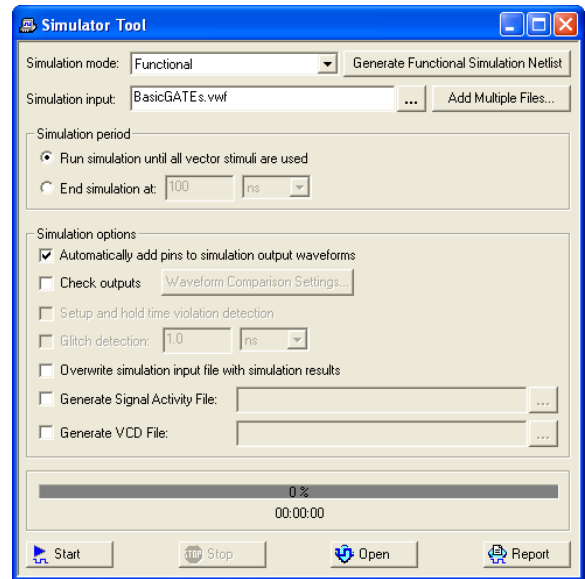 Simulator Tool
Simulation mode: Functional Generate Functional Simulation Netlist
Simulation input: BasicGATEs.vwf ... Add Multiple Files...
Simulation period
Run simulation until all vector stimuli are used
End simulation at: 100 ns
Simulation options
Automatically add pins to simulation output waveforms
Check outputs Waveform Comparison Settings...
Setup and hold time violation detection
Glitch detection: 1.0 ns
Overwrite simulation input file with simulation results
Generate Signal Activity File: ...
Generate VCD File: ...
0 %
00:00:00
Start STOP Stop Open Report